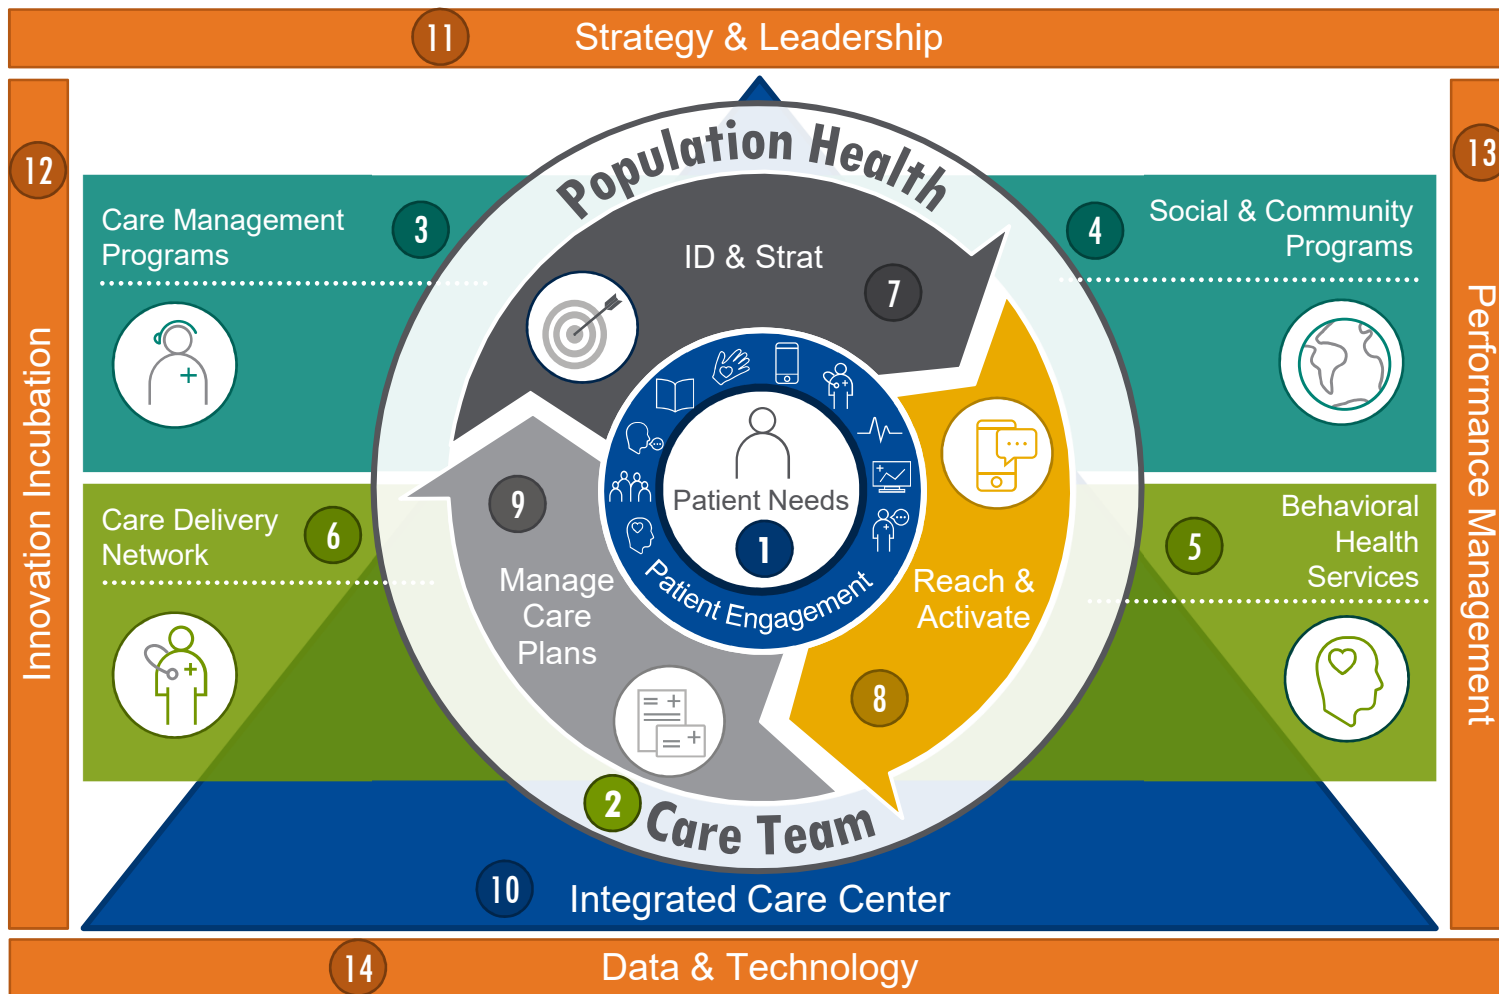 11
Strategy & Leadership
12
Innovation Incubation
13
Performance Management
Population Health
Care Management
Programs
3
4
Social & Community
Programs
ID & Strat
7
Patient Needs
1
Patient Engagement
9
Manage
Care
Plans
Reach &
Activate
8
Care Delivery
Network
6
5
Behavioral
Health
Services
2
Care Team
10
Integrated Care Center
14
Data & Technology